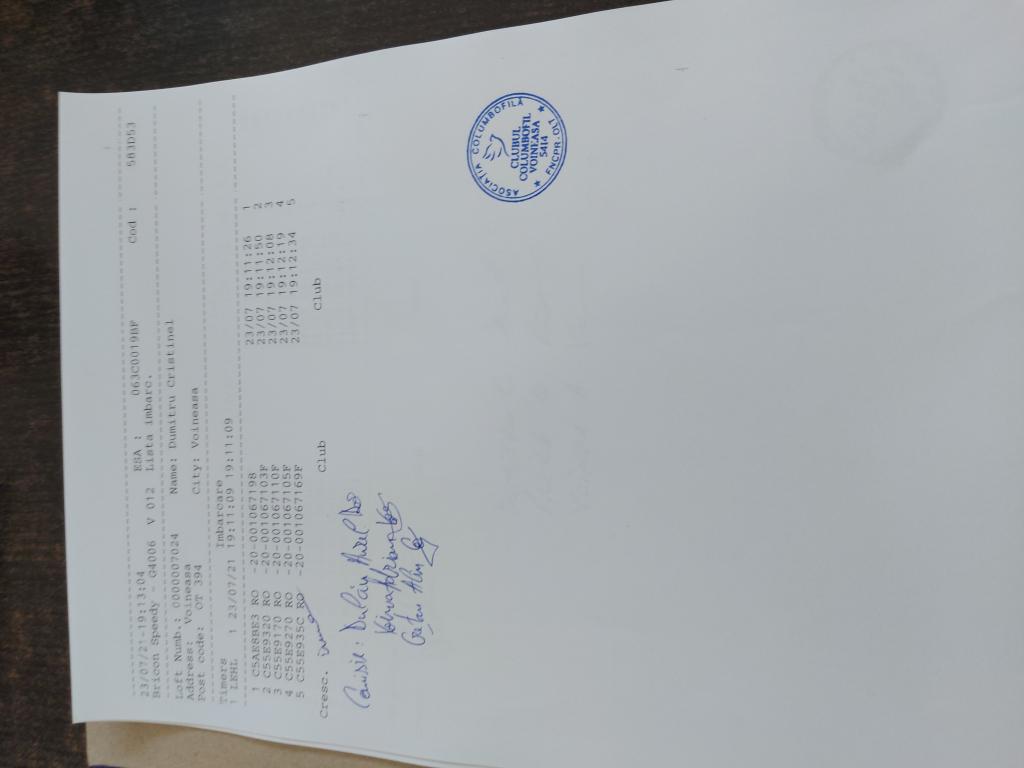 23/07/21-19:13:04 ESA : 063C0019BF Cod : 583D53
Bricon Speedy - G4006 V 012 Lista imbarc.
Loft Numb.: 0000007024 Name: Dumitru Cristinel
Address: Voineasa City: Voineasa
Post code: OT 394
Timers Imbarcare
1 LEHL 1 23/07/21 19:11:09 19:11:09
1 C5AE8BE3 RO -20-001067198 23/07 19:11:26 1
2 C55E9320 RO -20-001067103F 23/07 19:11:50 2
3 C55E9170 RO -20-001067110F 23/07 19:12:08 3
4 C55E9270 RO -20-001067105F 23/07 19:12:19 4
5 C55E935C RO -20-001067169F 23/07 19:12:34 5
Cresc. Club Club
ASOCIAȚIA COLUMBOFILĂ
CLUBUL
COLUMBOFIL
VOINEASA
5414
★ FNCPR.OLT ★